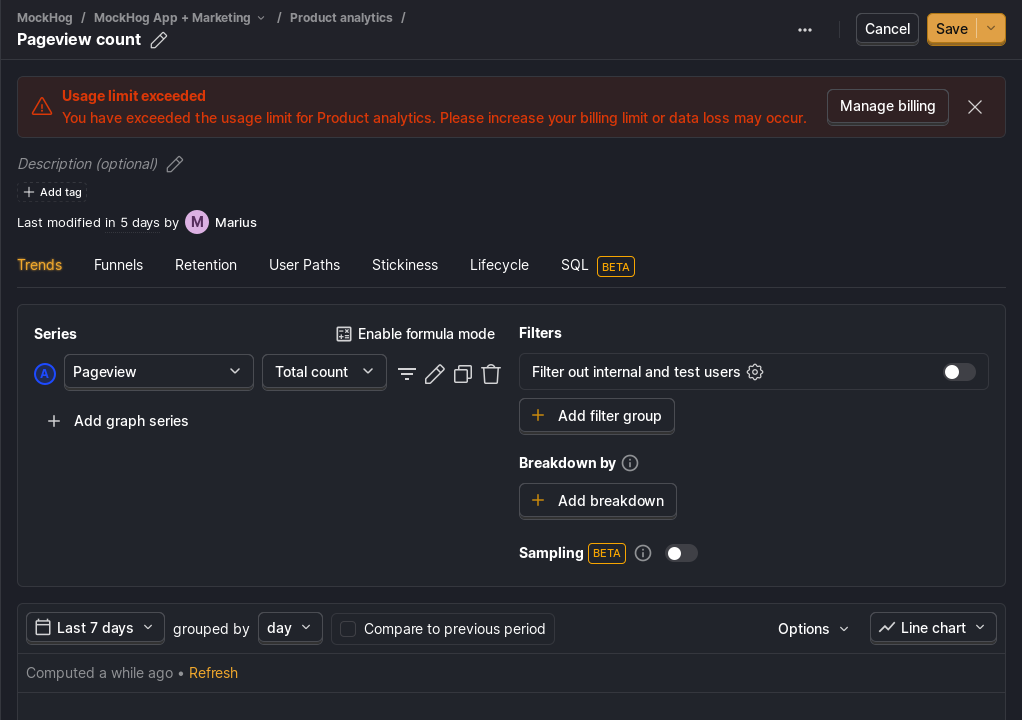 MockHog / MockHog App + Marketing / Product analytics /
Pageview count
Cancel
Save
Usage limit exceeded
You have exceeded the usage limit for Product analytics. Please increase your billing limit or data loss may occur.
Manage billing
Description (optional)
Add tag
Last modified in 5 days by M Marius
Trends Funnels Retention User Paths Stickiness Lifecycle SQL BETA
Series
Enable formula mode
A Pageview Total count
Add graph series
Filters
Filter out internal and test users
Add filter group
Breakdown by
Add breakdown
Sampling BETA
Last 7 days grouped by day Compare to previous period Options Line chart
Computed a while ago • Refresh